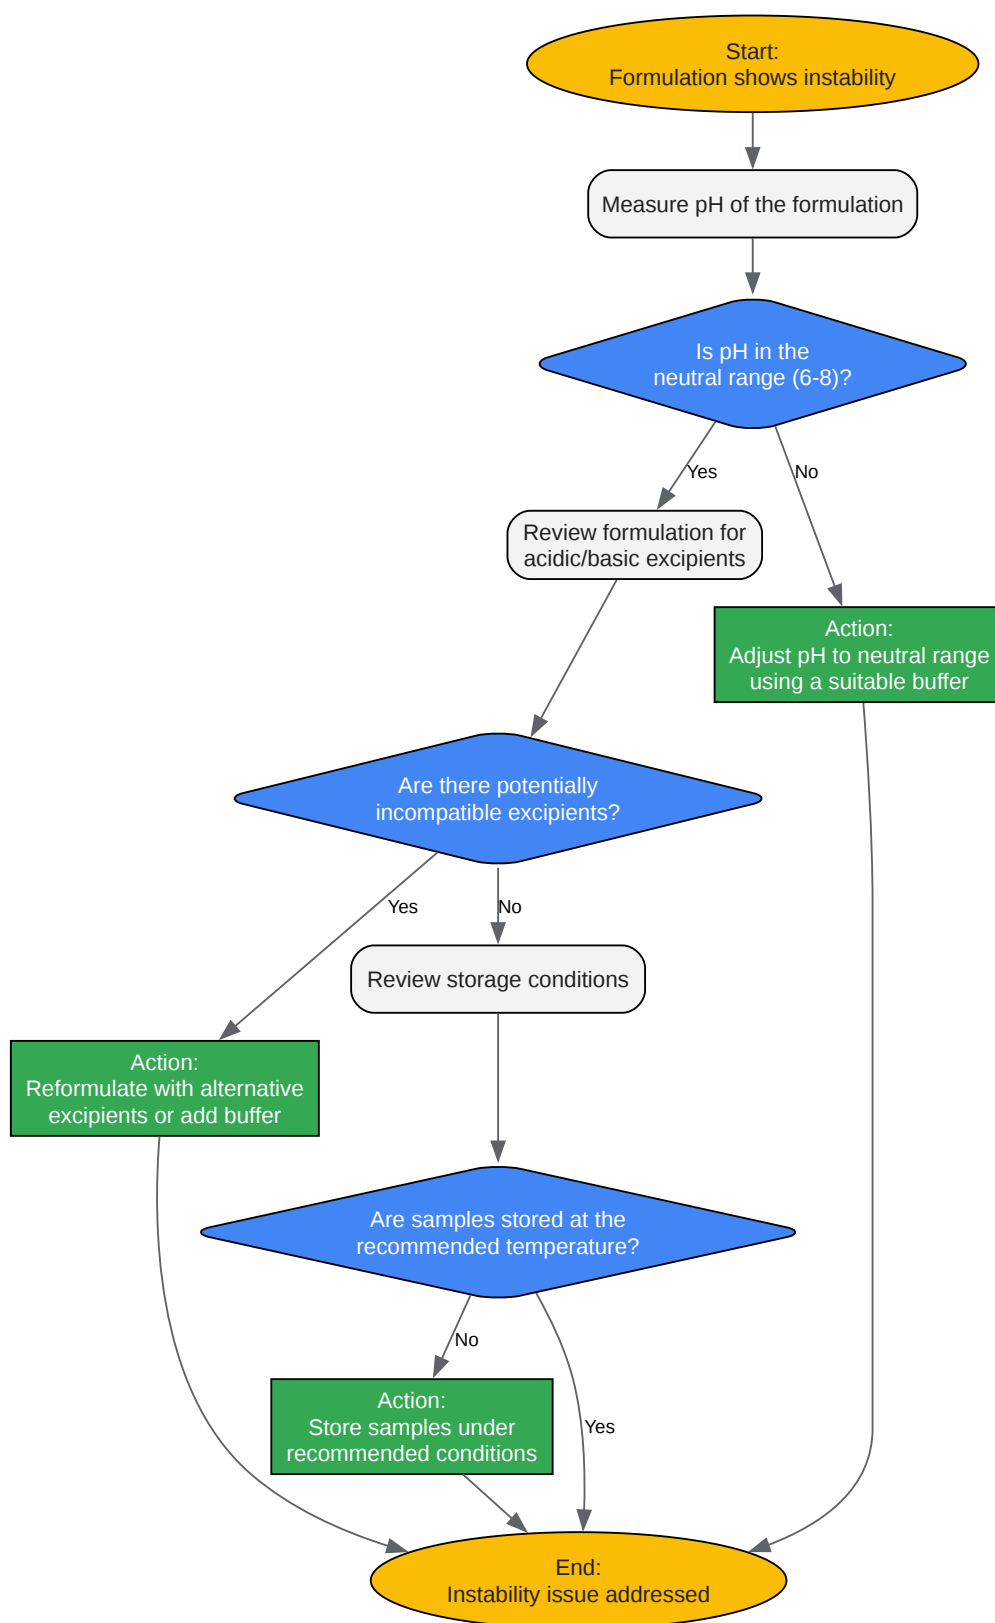 Start:
Formulation shows instability
Measure pH of the formulation
Is pH in the
neutral range (6-8)?
Yes
No
Review formulation for
acidic/basic excipients
Action:
Adjust pH to neutral range
using a suitable buffer
Are there potentially
incompatible excipients?
Yes
No
Review storage conditions
Action:
Reformulate with alternative
excipients or add buffer
Are samples stored at the
recommended temperature?
No
Action:
Store samples under
recommended conditions
Yes
End:
Instability issue addressed